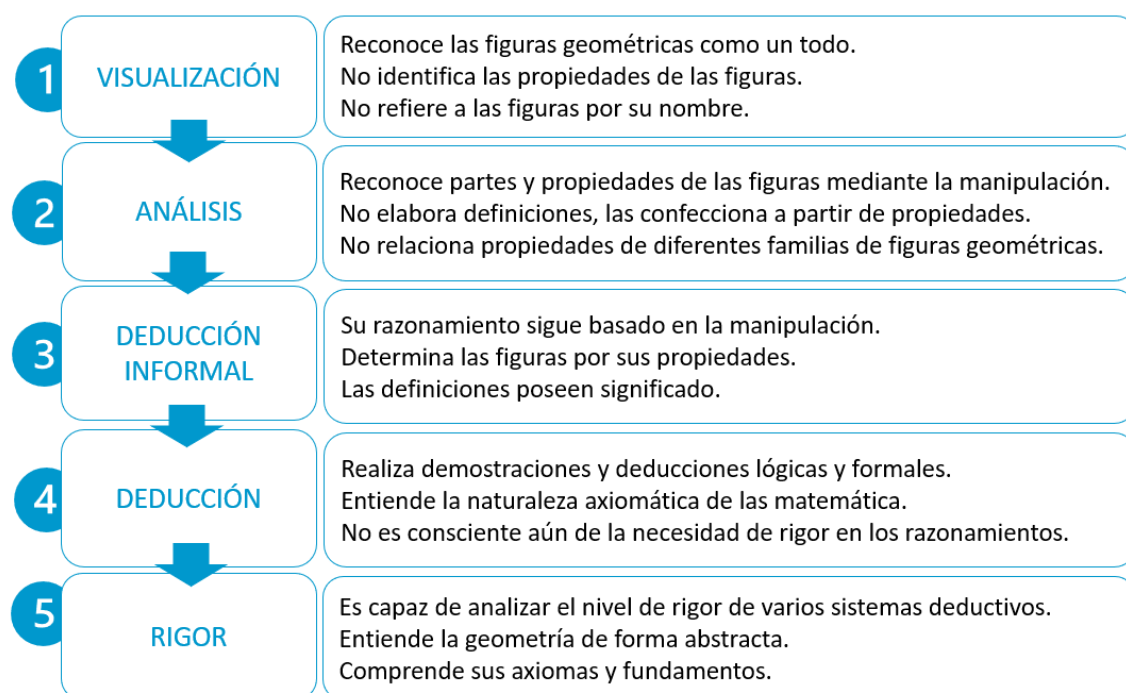 1
VISUALIZACIÓN
Reconoce las figuras geométricas como un todo.
No identifica las propiedades de las figuras.
No refiere a las figuras por su nombre.
2
ANÁLISIS
Reconoce partes y propiedades de las figuras mediante la manipulación.
No elabora definiciones, las confecciona a partir de propiedades.
No relaciona propiedades de diferentes familias de figuras geométricas.
3
DEDUCCIÓN
INFORMAL
Su razonamiento sigue basado en la manipulación.
Determina las figuras por sus propiedades.
Las definiciones poseen significado.
4
DEDUCCIÓN
Realiza demostraciones y deducciones lógicas y formales.
Entiende la naturaleza axiomática de las matemática.
No es consciente aún de la necesidad de rigor en los razonamientos.
5
RIGOR
Es capaz de analizar el nivel de rigor de varios sistemas deductivos.
Entiende la geometría de forma abstracta.
Comprende sus axiomas y fundamentos.